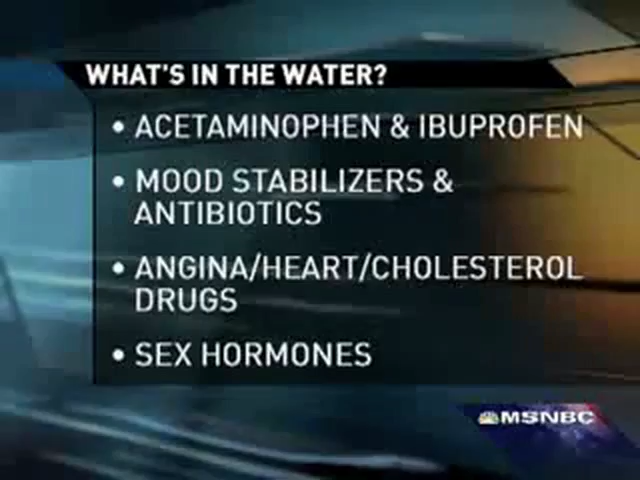 WHAT'S IN THE WATER?
• ACETAMINOPHEN & IBUPROFEN
• MOOD STABILIZERS &
ANTIBIOTICS
• ANGINA/HEART/CHOLESTEROL
DRUGS
• SEX HORMONES
MSNBC